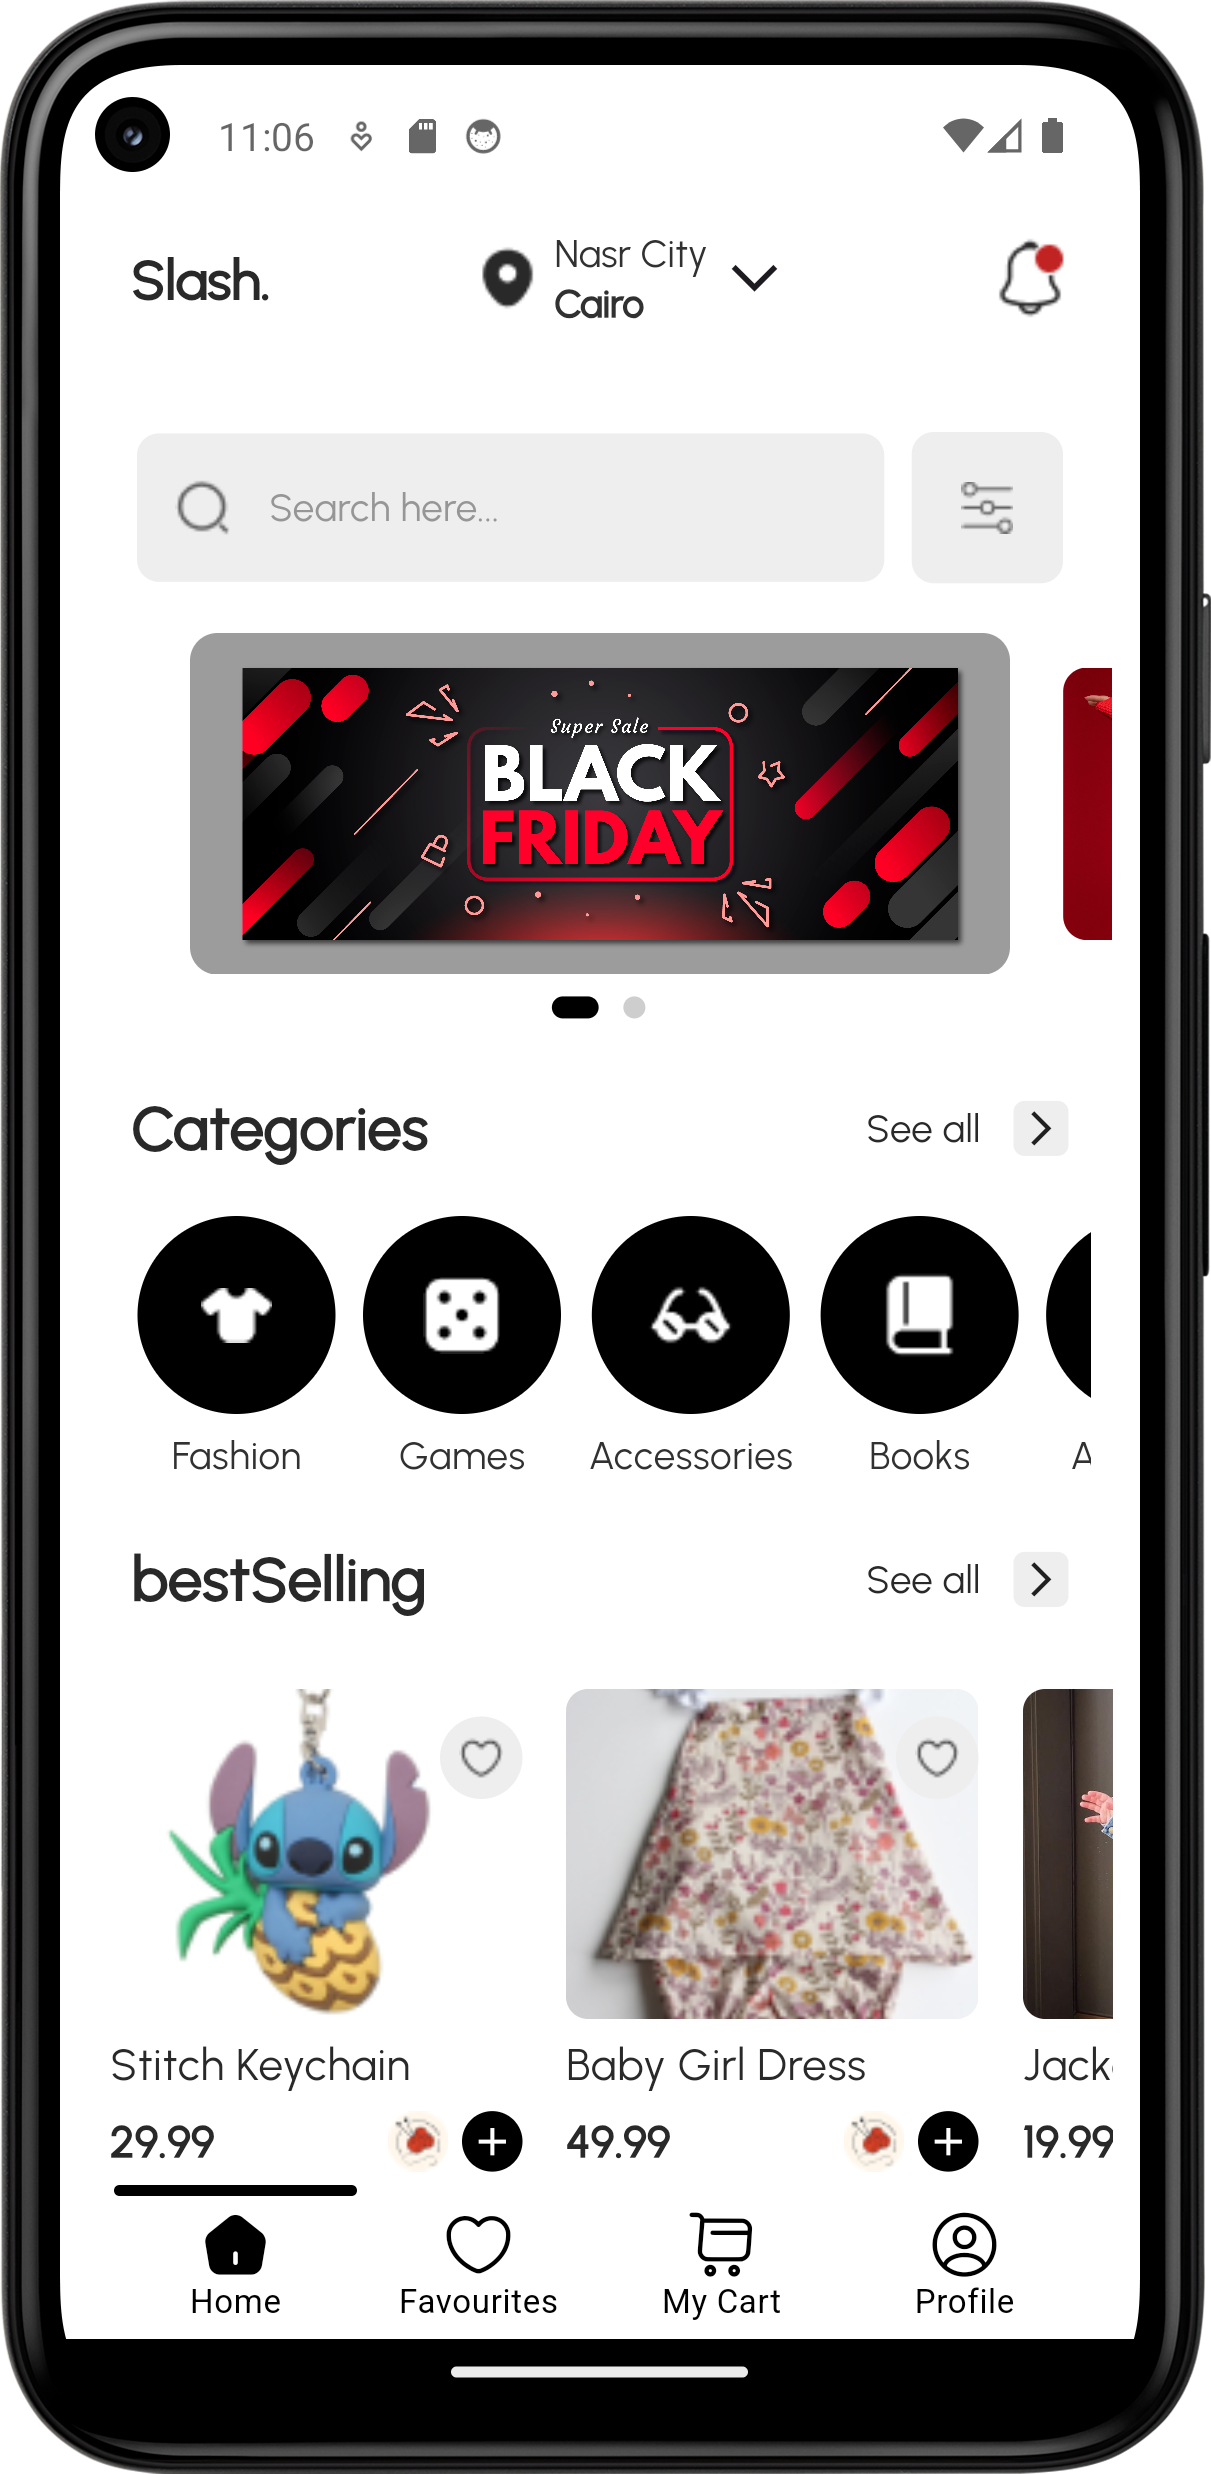 11:06
Slash.
Nasr City
Cairo
Search here...
Super Sale
BLACK
FRIDAY
Categories
See all
Fashion
Games
Accessories
Books
A
bestSelling
See all
Stitch Keychain
Baby Girl Dress
Jack
29.99
49.99
19.99
Home
Favourites
My Cart
Profile